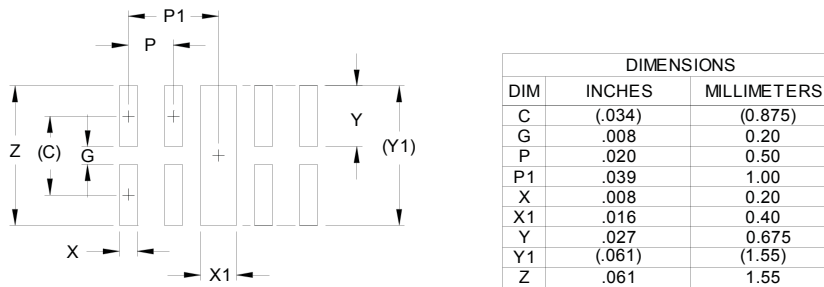 P1
P
Z
(C)
G
Y
(Y1)
X
X1
DIMENSIONS
DIM INCHES MILLIMETERS
C (.034) (0.875)
G .008 0.20
P .020 0.50
P1 .039 1.00
X .008 0.20
X1 .016 0.40
Y .027 0.675
Y1 (.061) (1.55)
Z .061 1.55